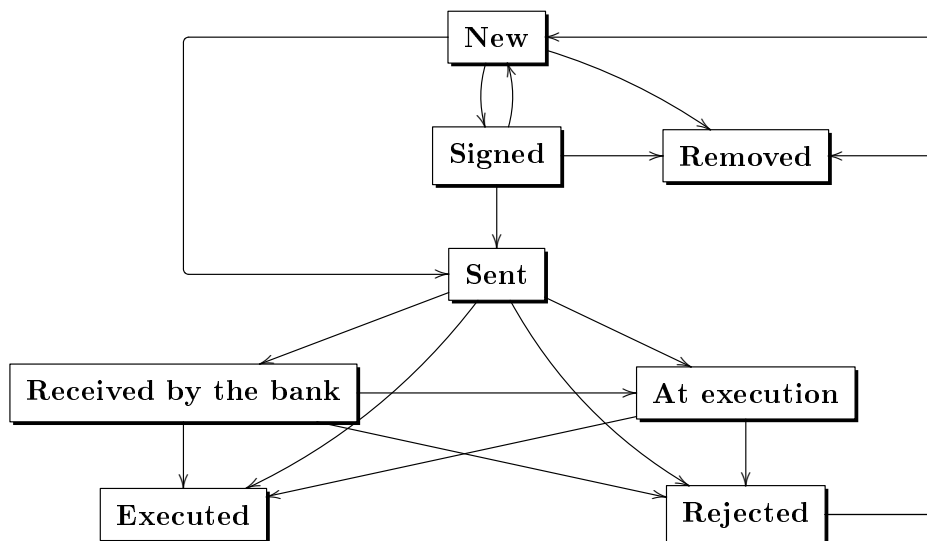 New
Signed
Removed
Sent
Received by the bank
At execution
Executed
Rejected